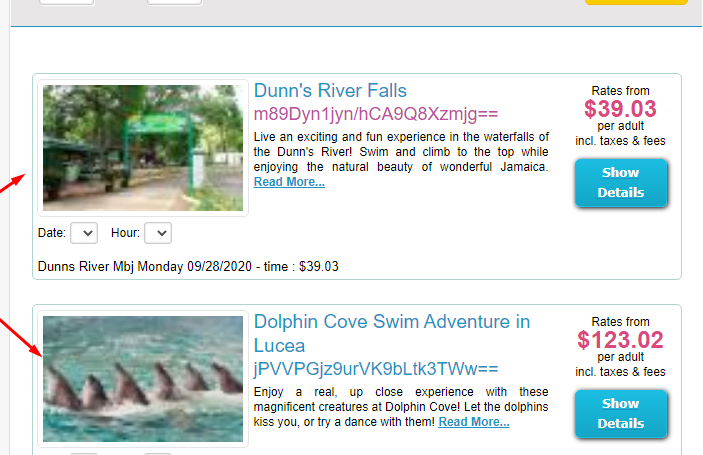 Dunn's River Falls
m89Dyn1jyn/hCA9Q8Xzmjg==
Live an exciting and fun experience in the waterfalls of
the Dunn's River! Swim and climb to the top while
enjoying the natural beauty of wonderful Jamaica.
Read More...
Rates from
$39.03
per adult
incl. taxes & fees
Show
Details
Date: Hour:
Dunns River Mbj Monday 09/28/2020 - time : $39.03
Dolphin Cove Swim Adventure in
Lucea
jPVVPGjz9urVK9bLtk3TWw==
Enjoy a real, up close experience with these
magnificent creatures at Dolphin Cove! Let the dolphins
kiss you, or try a dance with them! Read More...
Rates from
$123.02
per adult
incl. taxes & fees
Show
Details